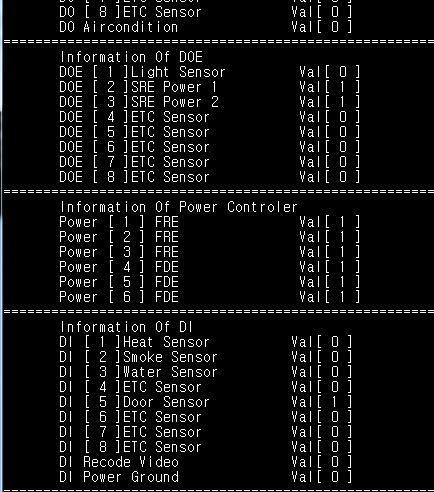 DO [ 8 ]ETC Sensor Val[ 0 ]
DO Aircondition Val[ 0 ]
Information Of DOE
DOE [ 1 ]Light Sensor Val[ 0 ]
DOE [ 2 ]SRE Power 1 Val[ 1 ]
DOE [ 3 ]SRE Power 2 Val[ 1 ]
DOE [ 4 ]ETC Sensor Val[ 0 ]
DOE [ 5 ]ETC Sensor Val[ 0 ]
DOE [ 6 ]ETC Sensor Val[ 0 ]
DOE [ 7 ]ETC Sensor Val[ 0 ]
DOE [ 8 ]ETC Sensor Val[ 0 ]
Information Of Power Controler
Power [ 1 ] FRE Val[ 1 ]
Power [ 2 ] FRE Val[ 1 ]
Power [ 3 ] FRE Val[ 1 ]
Power [ 4 ] FDE Val[ 1 ]
Power [ 5 ] FDE Val[ 1 ]
Power [ 6 ] FDE Val[ 1 ]
Information Of DI
DI [ 1 ]Heat Sensor Val[ 0 ]
DI [ 2 ]Smoke Sensor Val[ 0 ]
DI [ 3 ]Water Sensor Val[ 0 ]
DI [ 4 ]ETC Sensor Val[ 0 ]
DI [ 5 ]Door Sensor Val[ 1 ]
DI [ 6 ]ETC Sensor Val[ 0 ]
DI [ 7 ]ETC Sensor Val[ 0 ]
DI [ 8 ]ETC Sensor Val[ 0 ]
DI Recode Video Val[ 0 ]
DI Power Ground Val[ 0 ]